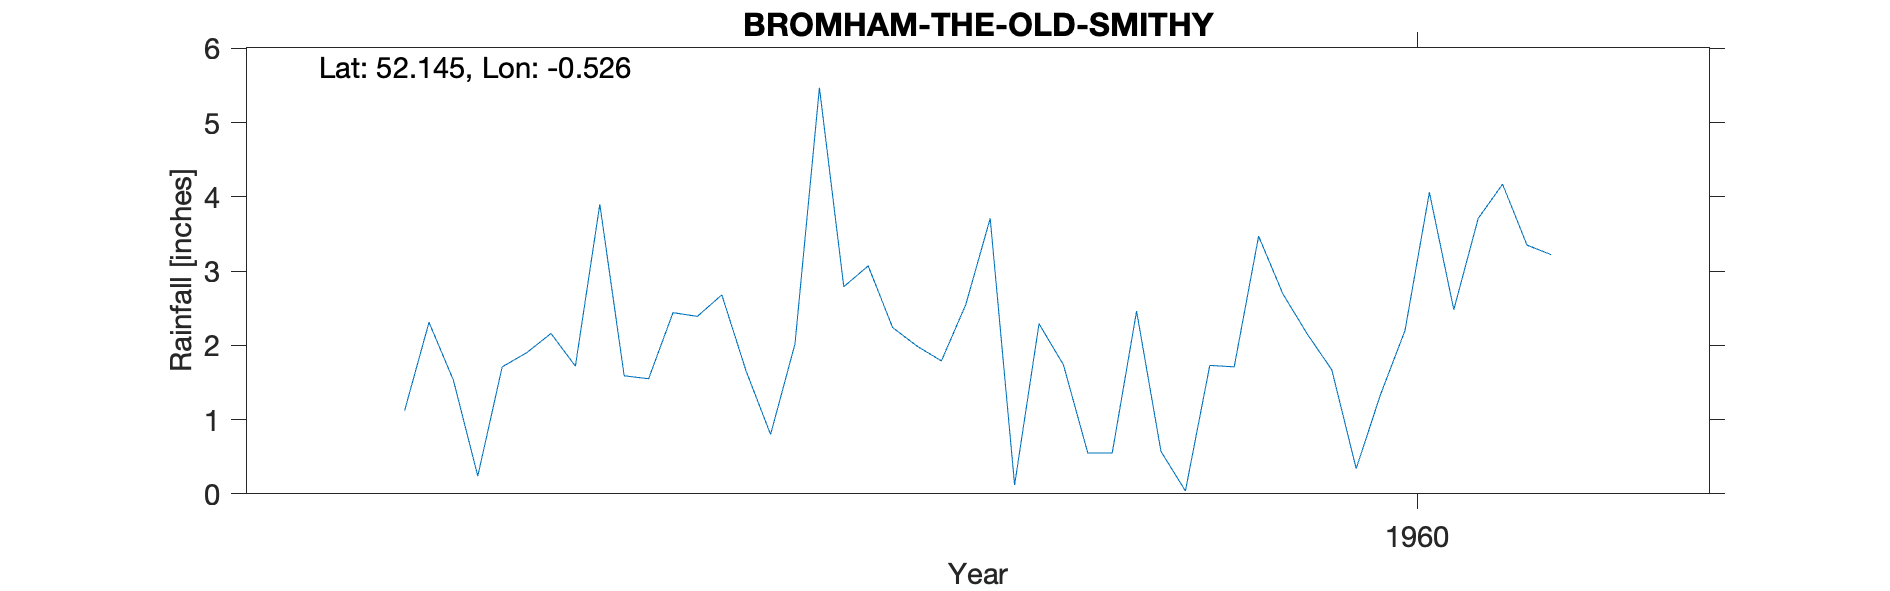 BROMHAM-THE-OLD-SMITHY
Lat: 52.145, Lon: -0.526
6
5
4
3
2
1
0
Rainfall [inches]
1960
Year